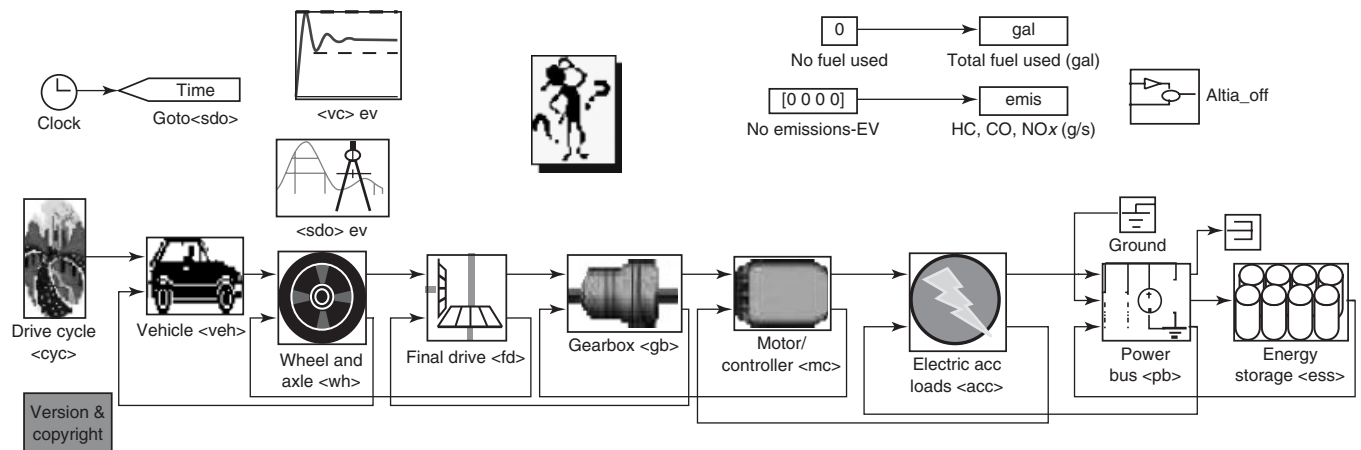 0
gal
No fuel used
Total fuel used (gal)
Time
Clock
Goto<sdo>
<vc> ev
[0 0 0 0]
emis
Altia_off
No emissions-EV
HC, CO, NOx (g/s)
<sdo> ev
Ground
Drive cycle
<cyc>
Vehicle <veh>
Wheel and
axle <wh>
Final drive <fd>
Gearbox <gb>
Motor/
controller <mc>
Electric acc
loads <acc>
Power
bus <pb>
Energy
storage <ess>
Version &
copyright